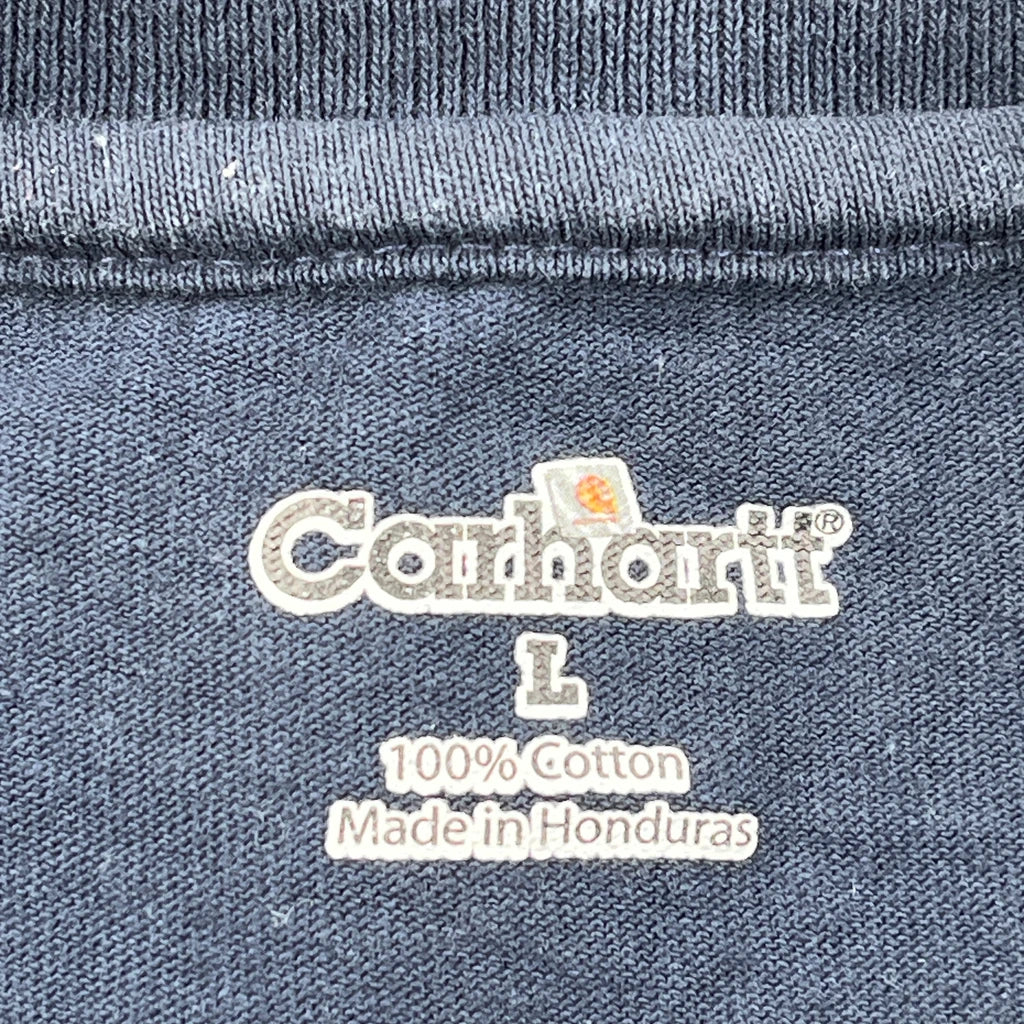 Carhartt®
L
100% Cotton
Made in Honduras